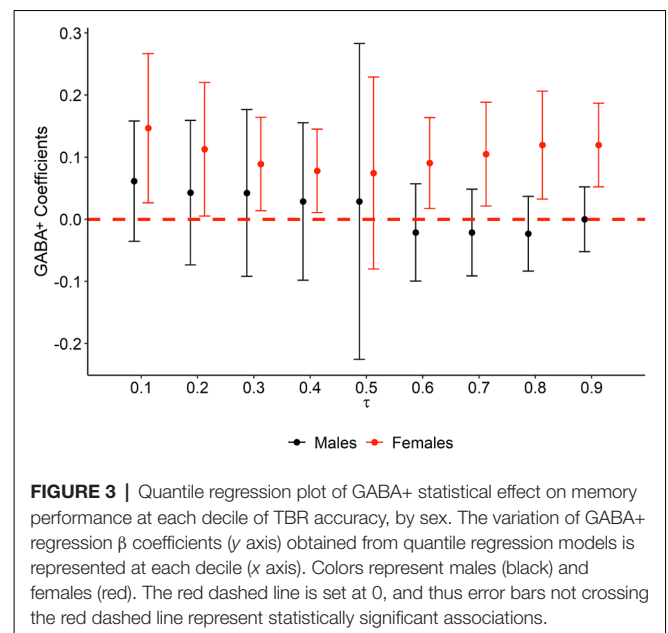 0.3
0.2
0.1
0.0
-0.1
-0.2
GABA+ Coefficients
0.1 0.2 0.3 0.4 0.5 0.6 0.7 0.8 0.9
τ
Males Females
FIGURE 3 | Quantile regression plot of GABA+ statistical effect on memory
performance at each decile of TBR accuracy, by sex. The variation of GABA+
regression β coefficients (y axis) obtained from quantile regression models is
represented at each decile (x axis). Colors represent males (black) and
females (red). The red dashed line is set at 0, and thus error bars not crossing
the red dashed line represent statistically significant associations.